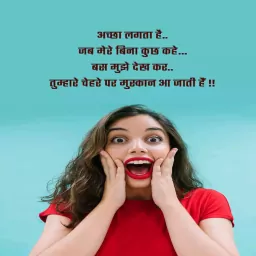 अच्छा लगता है..
जब मेरे बिना कुछ कहे...
बस मुझे देख कर..
तुम्हारे चेहरे पर मुस्कान आ जाती हैं !!